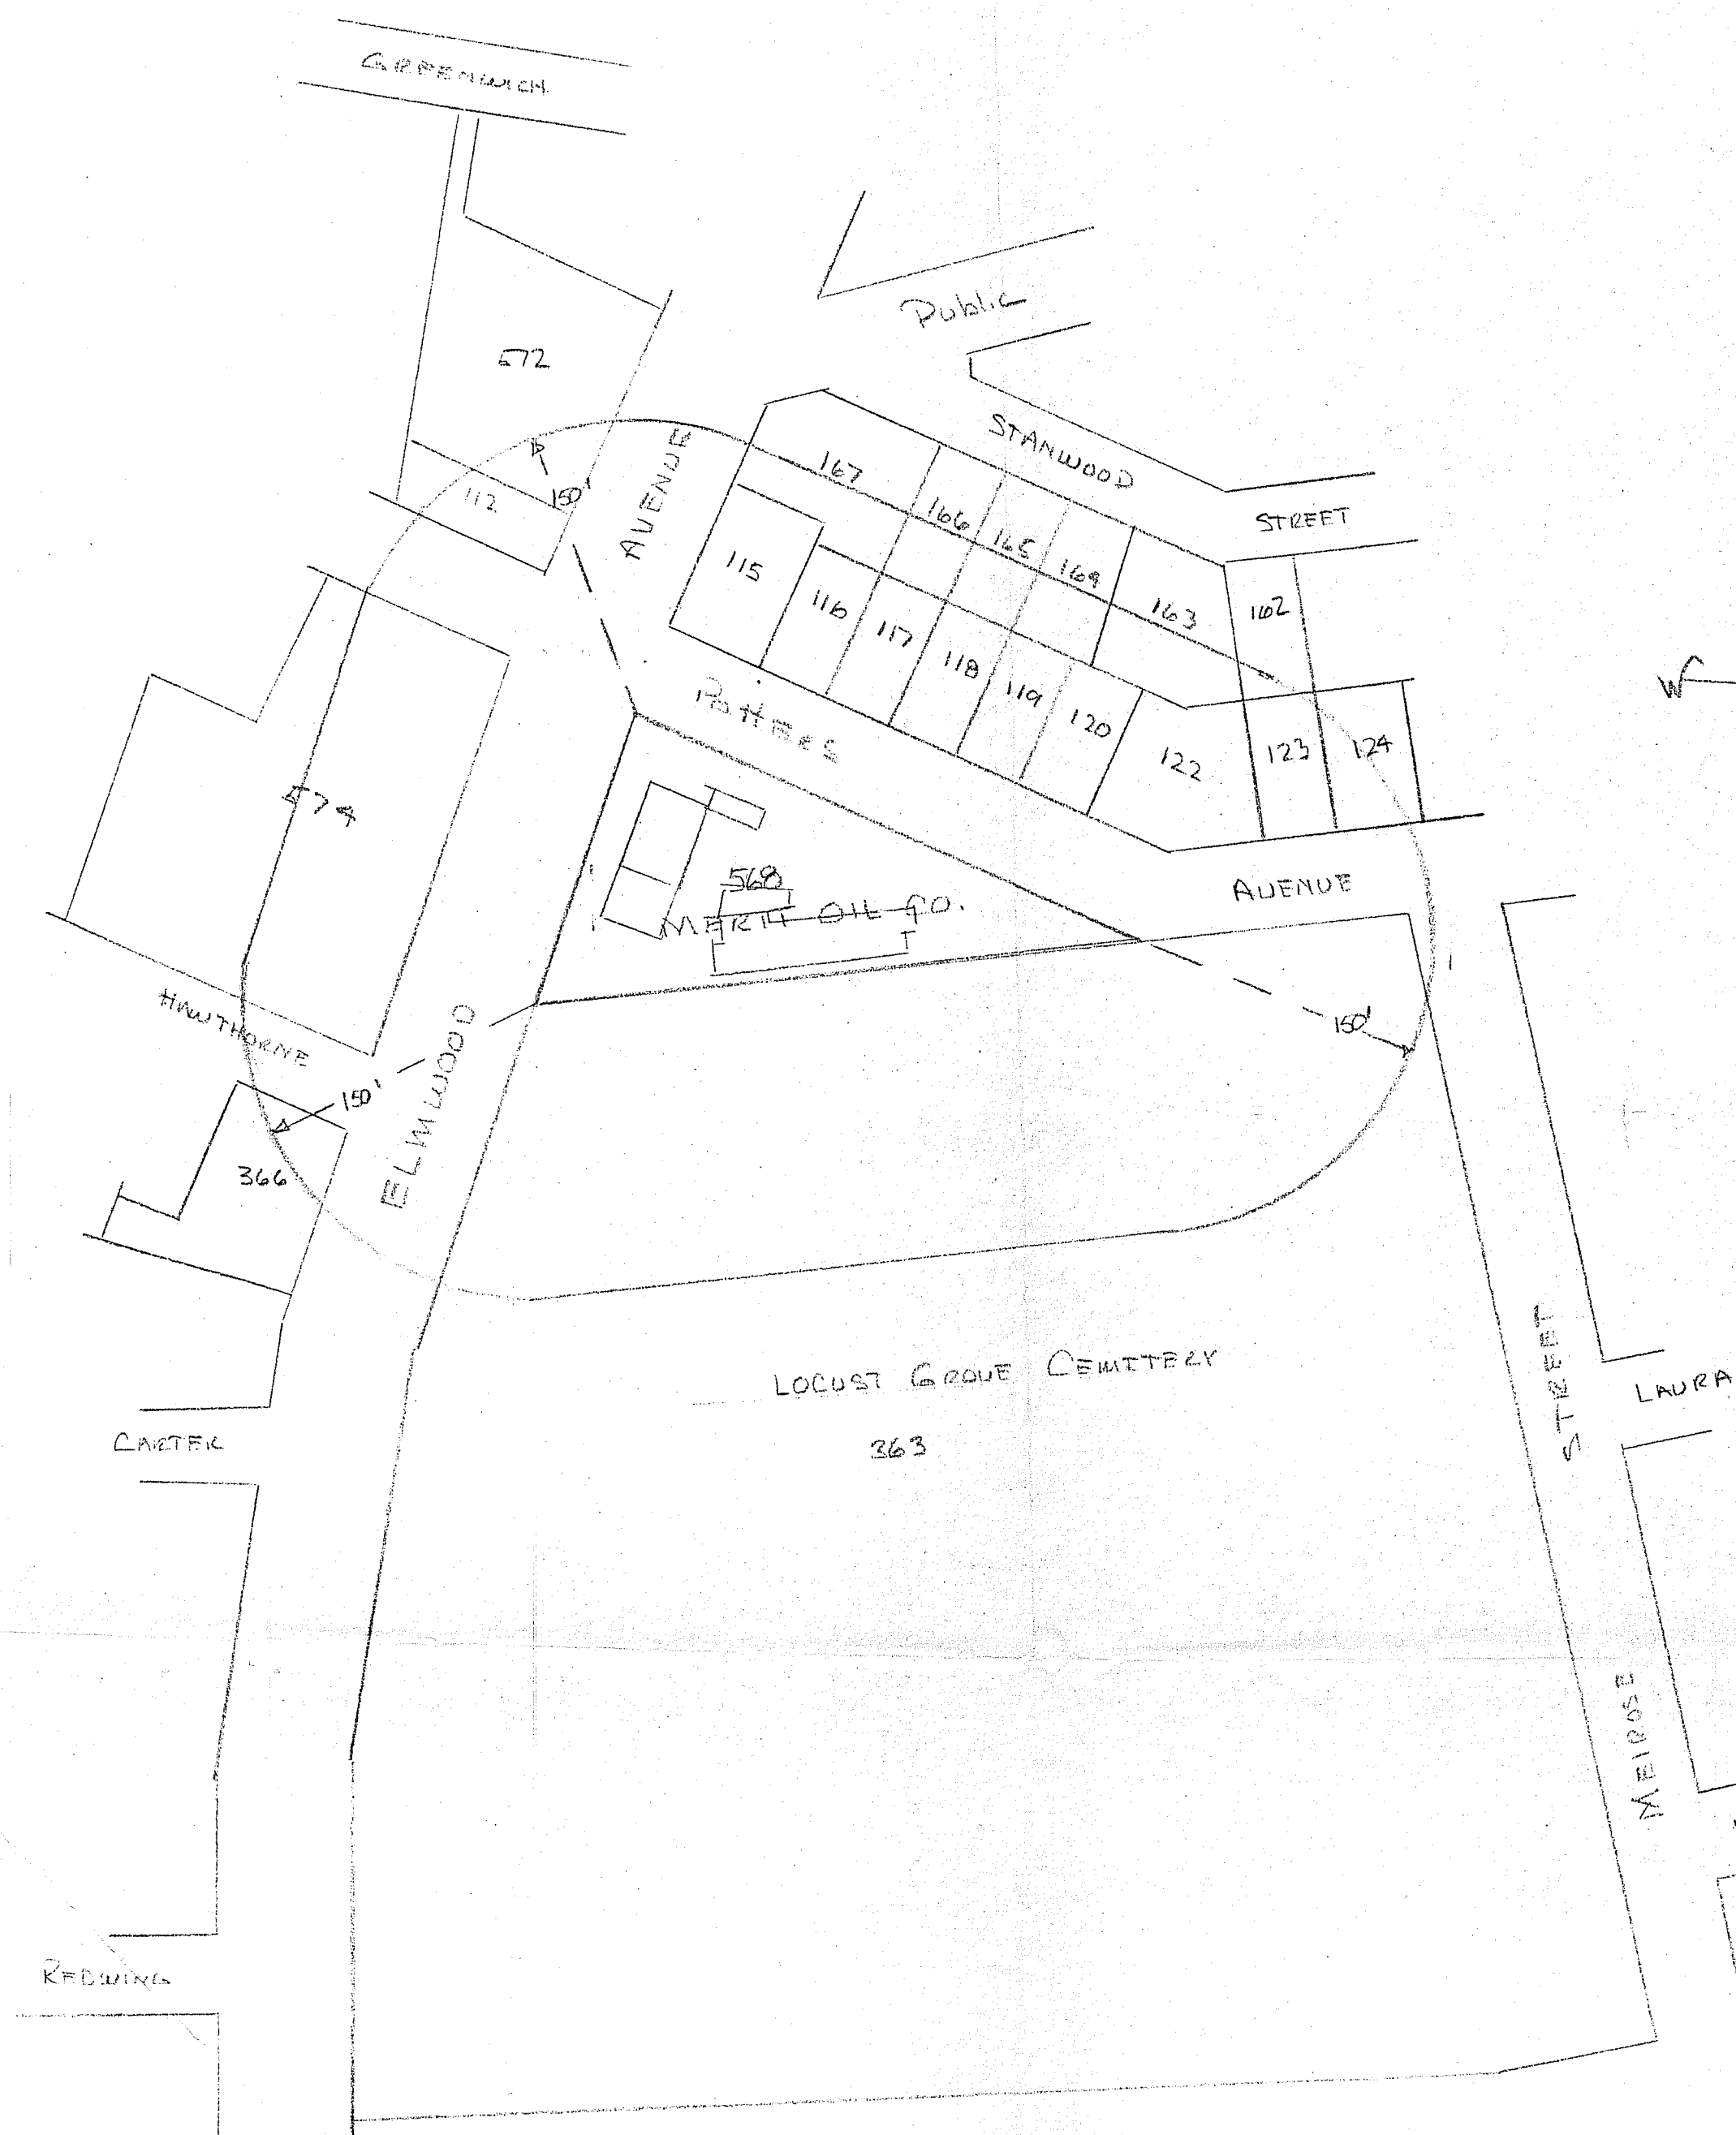 GREENWICH
Public
572
STANWOOD
STREET
167
166
165
164
163
162
112
150'
AVENUE
115
116
117
118
119
120
122
123
124
POTTERS
AVENUE
W
574
568
MERIT OIL CO.
HAWTHORNE
150'
150'
ELMWOOD
366
LOCUST GROVE CEMITERY
363
STREET
LAURA
CARTER
MELROSE
REDWING